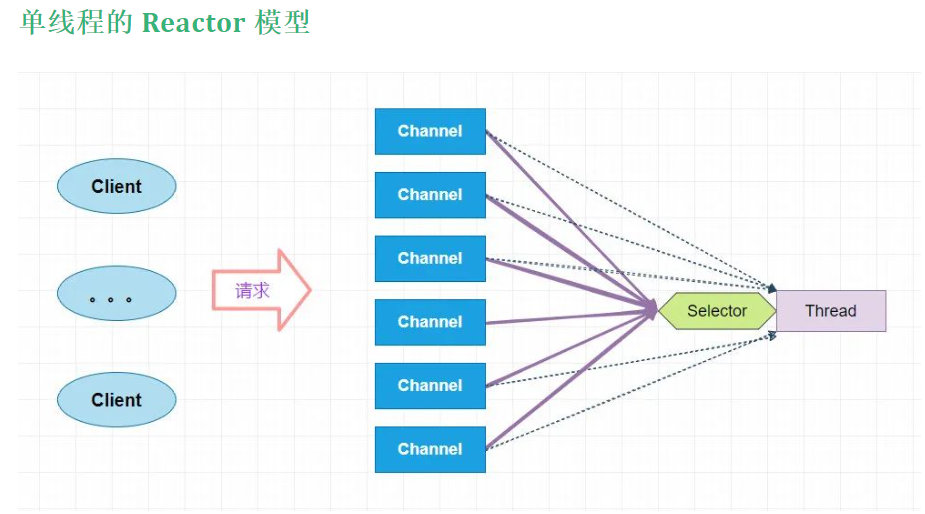 单线程的 Reactor 模型
Client
。。。
Client
请求
Channel
Channel
Channel
Channel
Channel
Channel
Selector
Thread